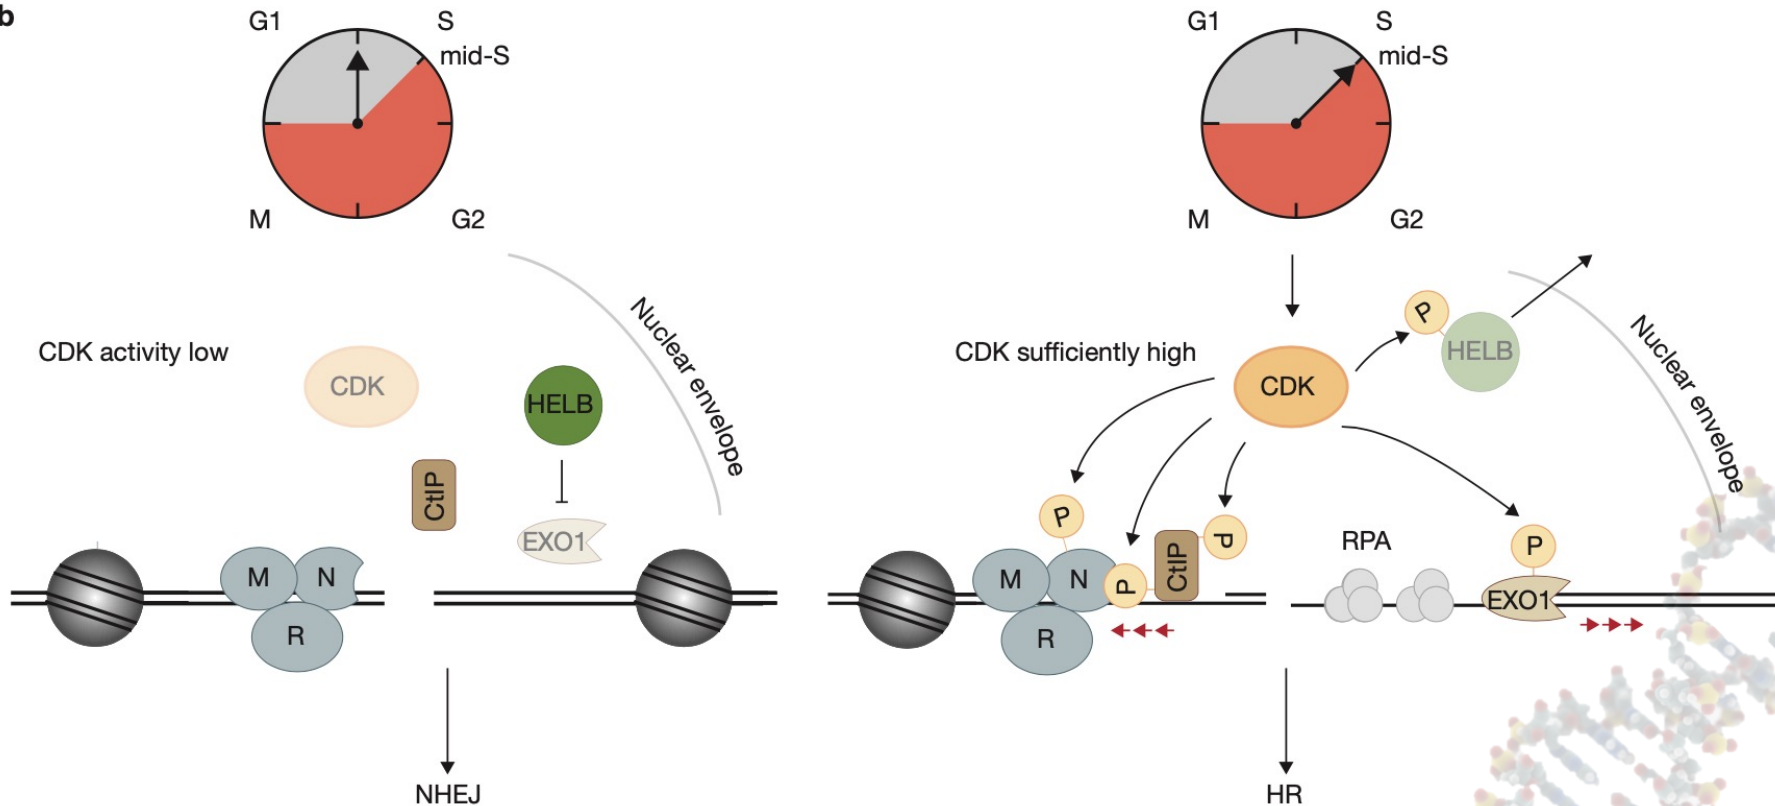 b
G1
S
mid-S
M
G2
CDK activity low
CDK
HELB
Nuclear envelope
CtIP
EXO1
M
N
R
NHEJ
G1
S
mid-S
M
G2
CDK sufficiently high
CDK
P
HELB
Nuclear envelope
P
P
CtIP
P
M
N
R
RPA
P
EXO1
HR